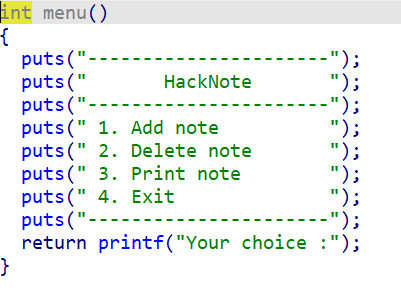 int menu()
{
  puts("----------------------");
  puts("       HackNote       ");
  puts("----------------------");
  puts(" 1. Add note          ");
  puts(" 2. Delete note       ");
  puts(" 3. Print note        ");
  puts(" 4. Exit              ");
  puts("----------------------");
  return printf("Your choice :");
}